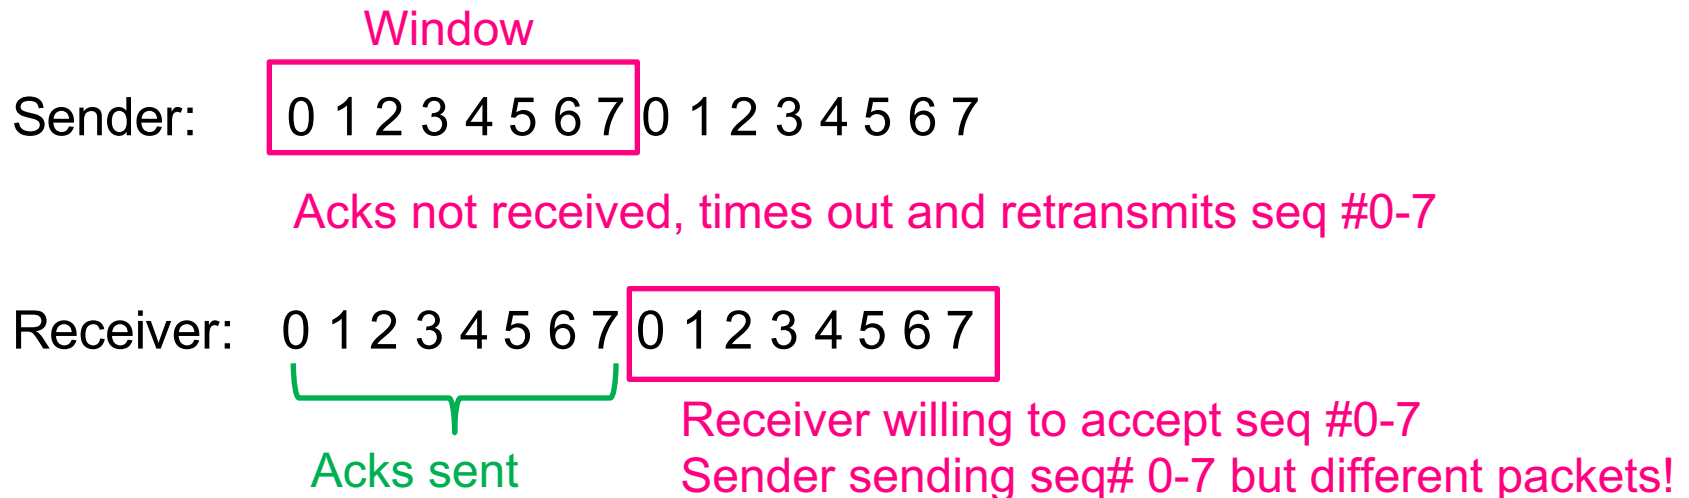 Window
Sender: 0 1 2 3 4 5 6 7 0 1 2 3 4 5 6 7
Acks not received, times out and retransmits seq #0-7
Receiver: 0 1 2 3 4 5 6 7 0 1 2 3 4 5 6 7
Receiver willing to accept seq #0-7
Acks sent
Sender sending seq# 0-7 but different packets!